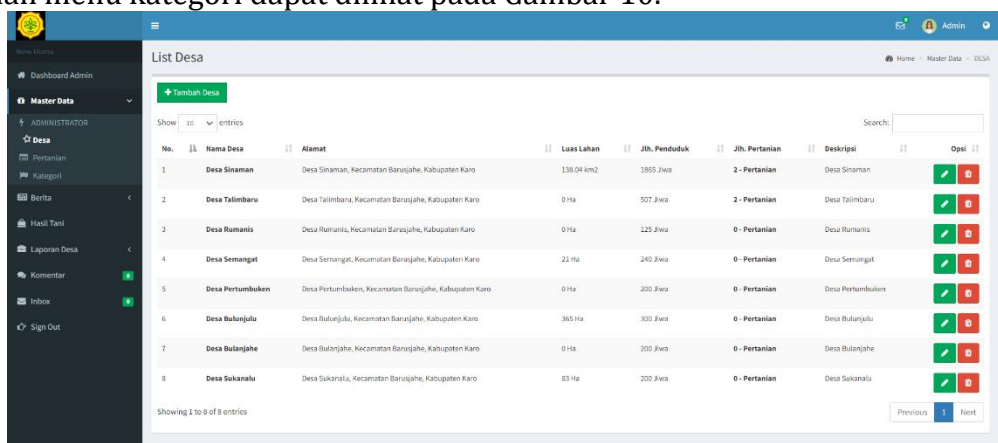 an menu kategori dapat dilihat pada Gambar 10.
Admin
Menu Utama
List Desa
Home > Master Data > DESA
Dashboard Admin
Master Data
ADMINISTRATOR
Desa
Pertanian
Kategori
Berita
Hasil Tani
Laporan Desa
Komentar 0
Inbox 0
Sign Out
Tambah Desa
Show 10 entries
Search:
No. Nama Desa Alamat Luas Lahan Jlh. Penduduk Jlh. Pertanian Deskripsi Opsi
1 Desa Sinaman Desa Sinaman, Kecamatan Barusjahe, Kabupaten Karo 138.04 km2 1865 Jiwa 2 - Pertanian Desa Sinaman
2 Desa Talimbaru Desa Talimbaru, Kecamatan Barusjahe, Kabupaten Karo 0 Ha 507 Jiwa 2 - Pertanian Desa Talimbaru
3 Desa Rumanis Desa Rumanis, Kecamatan Barusjahe, Kabupaten Karo 0 Ha 125 Jiwa 0 - Pertanian Desa Rumanis
4 Desa Semangat Desa Semangat, Kecamatan Barusjahe, Kabupaten Karo 21 Ha 240 Jiwa 0 - Pertanian Desa Semangat
5 Desa Pertumbuken Desa Pertumbuken, Kecamatan Barusjahe, Kabupaten Karo 0 Ha 200 Jiwa 0 - Pertanian Desa Pertumbuken
6 Desa Bulunjulu Desa Bulunjulu, Kecamatan Barusjahe, Kabupaten Karo 365 Ha 300 Jiwa 0 - Pertanian Desa Bulunjulu
7 Desa Bulanjahe Desa Bulanjahe, Kecamatan Barusjahe, Kabupaten Karo 0 Ha 200 Jiwa 0 - Pertanian Desa Bulanjahe
8 Desa Sukanalu Desa Sukanalu, Kecamatan Barusjahe, Kabupaten Karo 83 Ha 200 Jiwa 0 - Pertanian Desa Sukanalu
Showing 1 to 8 of 8 entries
Previous 1 Next